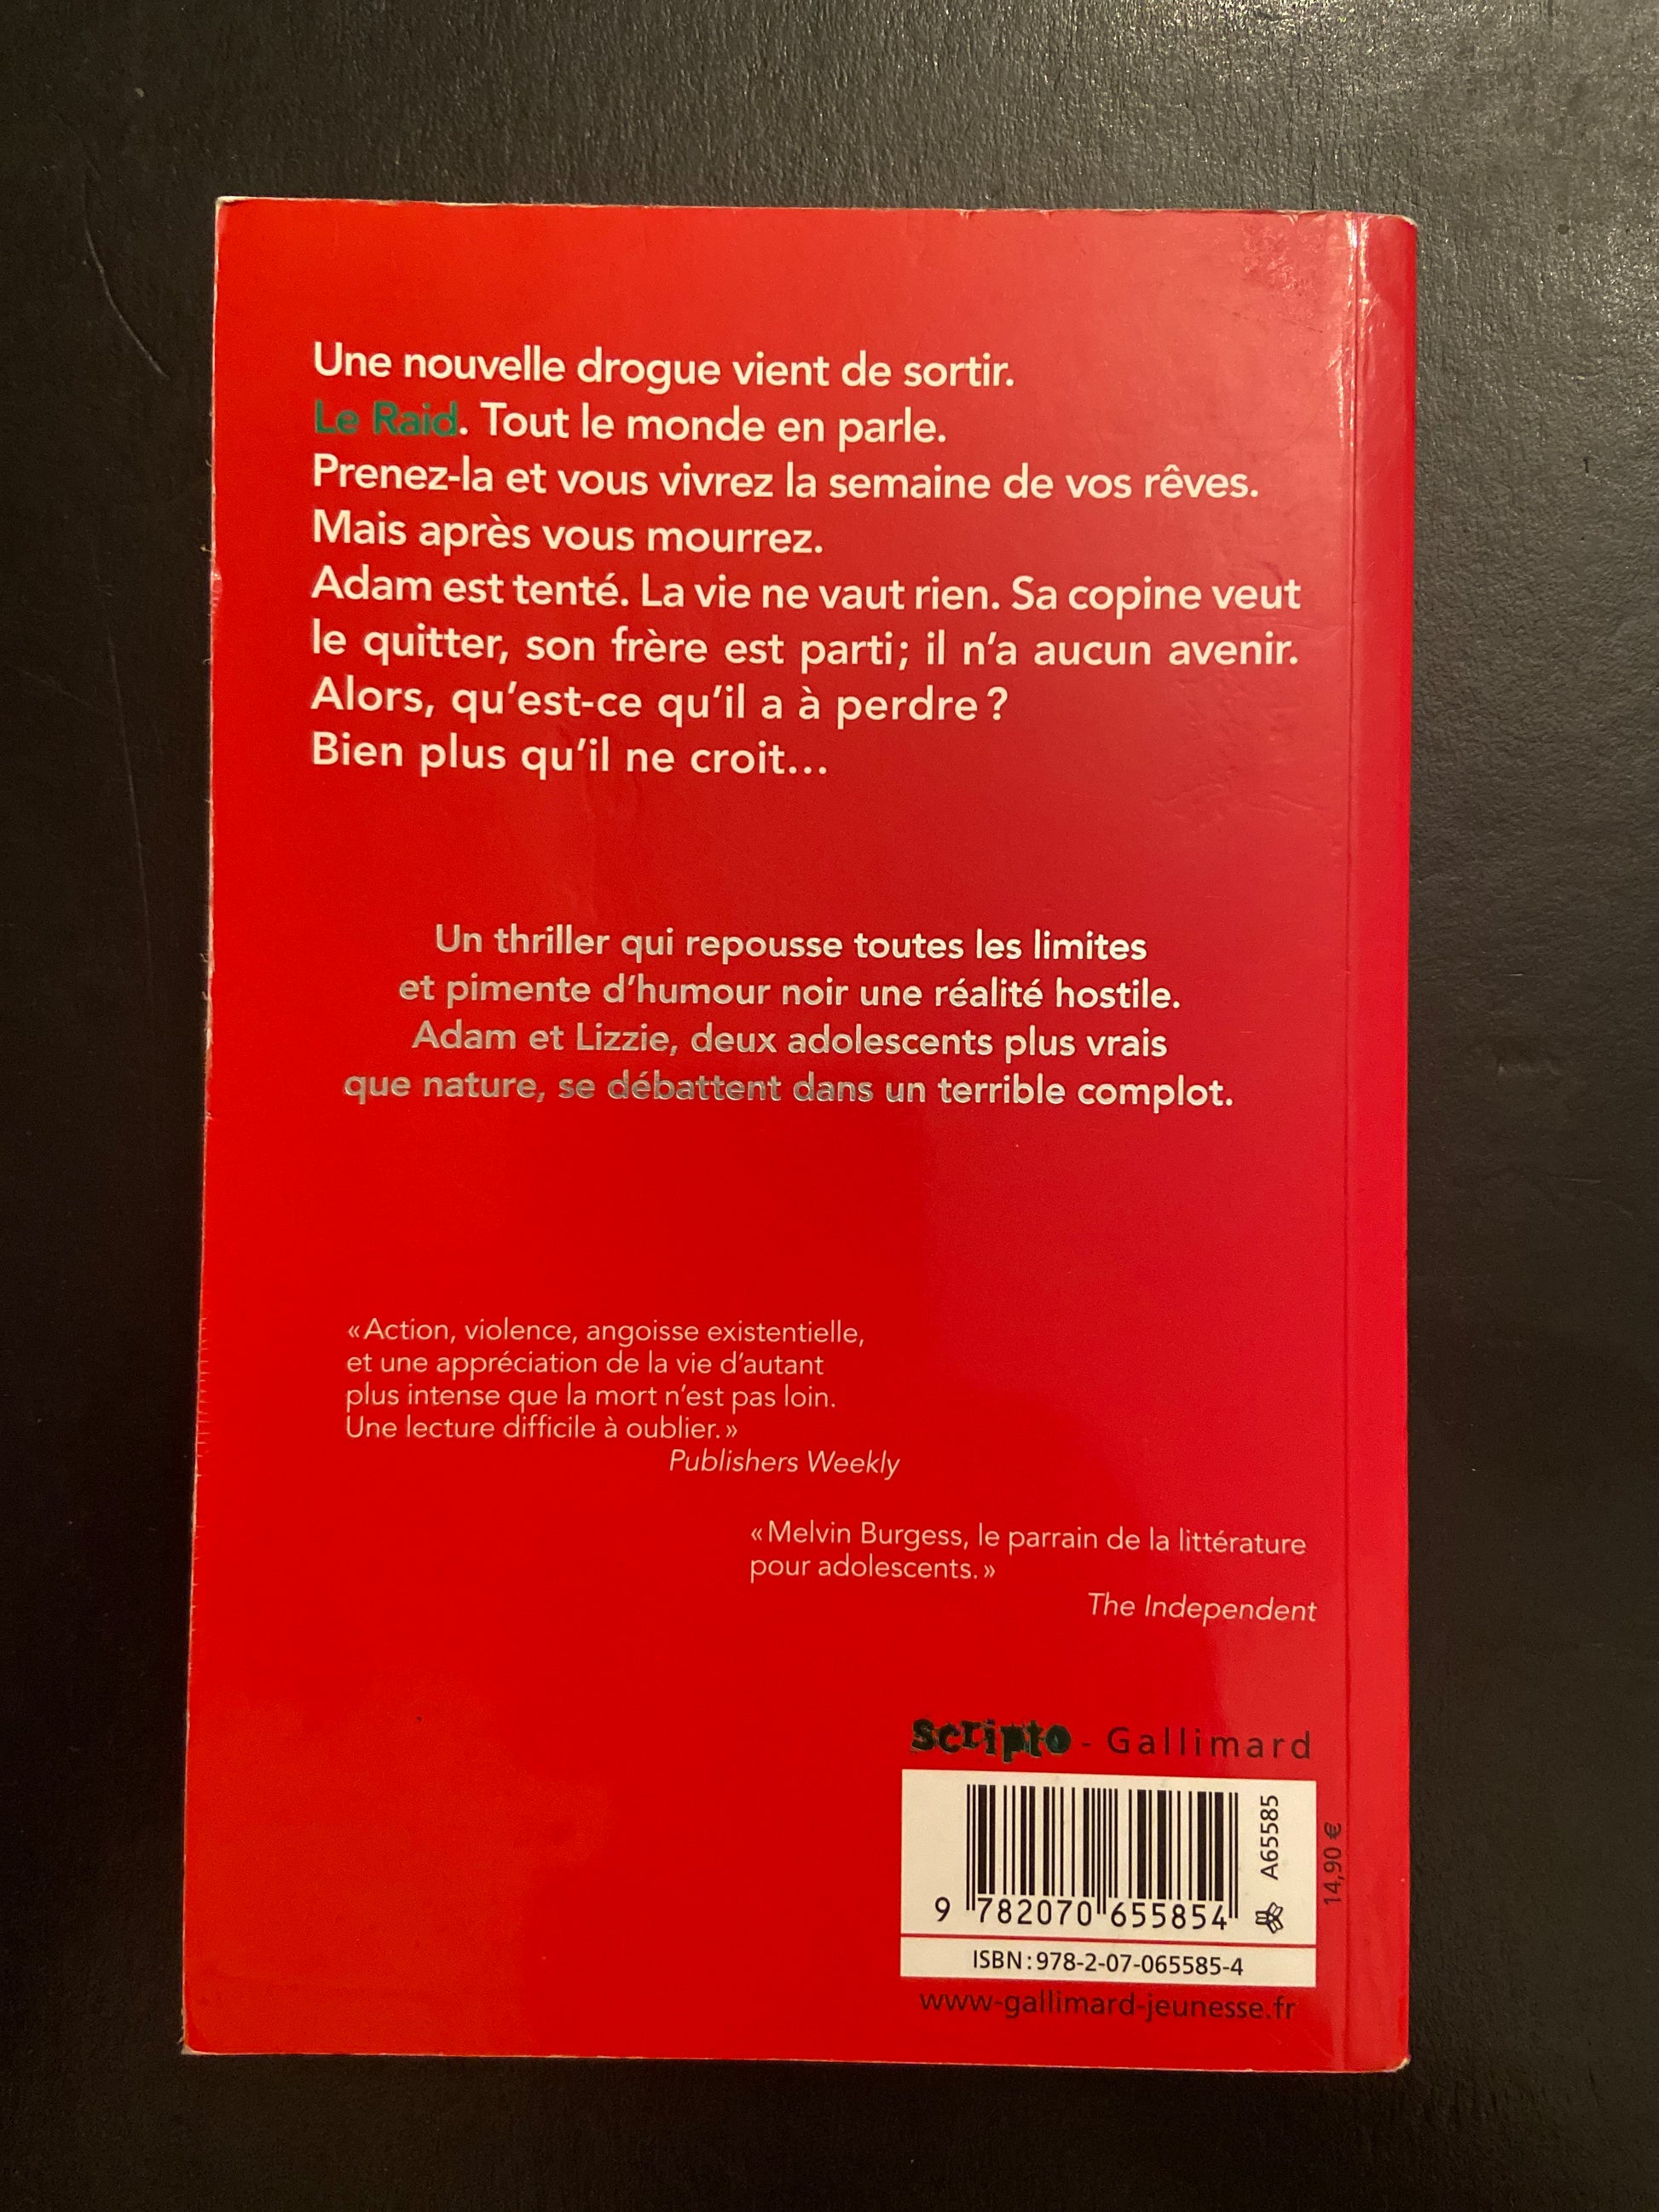 Une nouvelle drogue vient de sortir.
Le Raid. Tout le monde en parle.
Prenez-la et vous vivrez la semaine de vos rêves.
Mais après vous mourrez.
Adam est tenté. La vie ne vaut rien. Sa copine veut
le quitter, son frère est parti ; il n'a aucun avenir.
Alors, qu'est-ce qu'il a à perdre ?
Bien plus qu'il ne croit…
Un thriller qui repousse toutes les limites
et pimente d'humour noir une réalité hostile.
Adam et Lizzie, deux adolescents plus vrais
que nature, se débattent dans un terrible complot.
« Action, violence, angoisse existentielle,
et une appréciation de la vie d'autant
plus intense que la mort n'est pas loin.
Une lecture difficile à oublier. »
Publishers Weekly
« Melvin Burgess, le parrain de la littérature
pour adolescents. »
The Independent
Scripto - Gallimard
9 782070 655854
A65585
14,90 €
ISBN : 978-2-07-065585-4
www-gallimard-jeunesse.fr